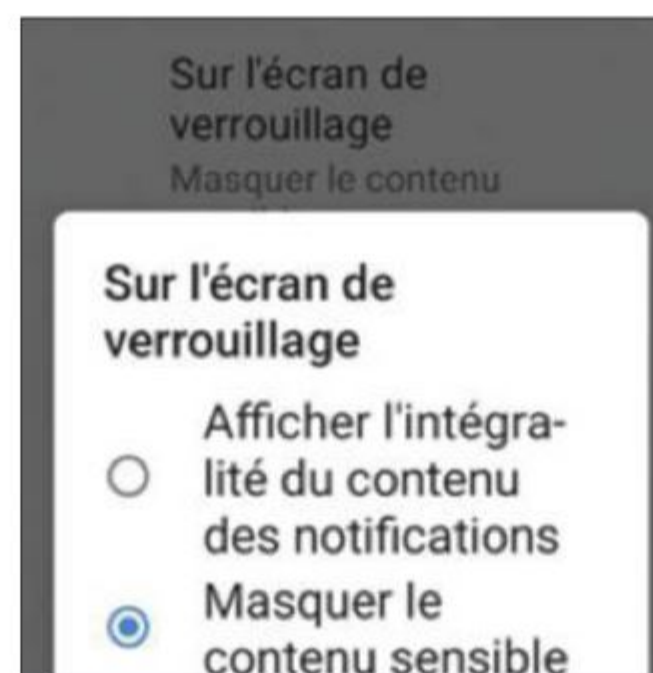 Sur l'écran de
verrouillage
Masquer le contenu
Sur l'écran de
verrouillage
Afficher l'intégra-
lité du contenu
des notifications
Masquer le
contenu sensible